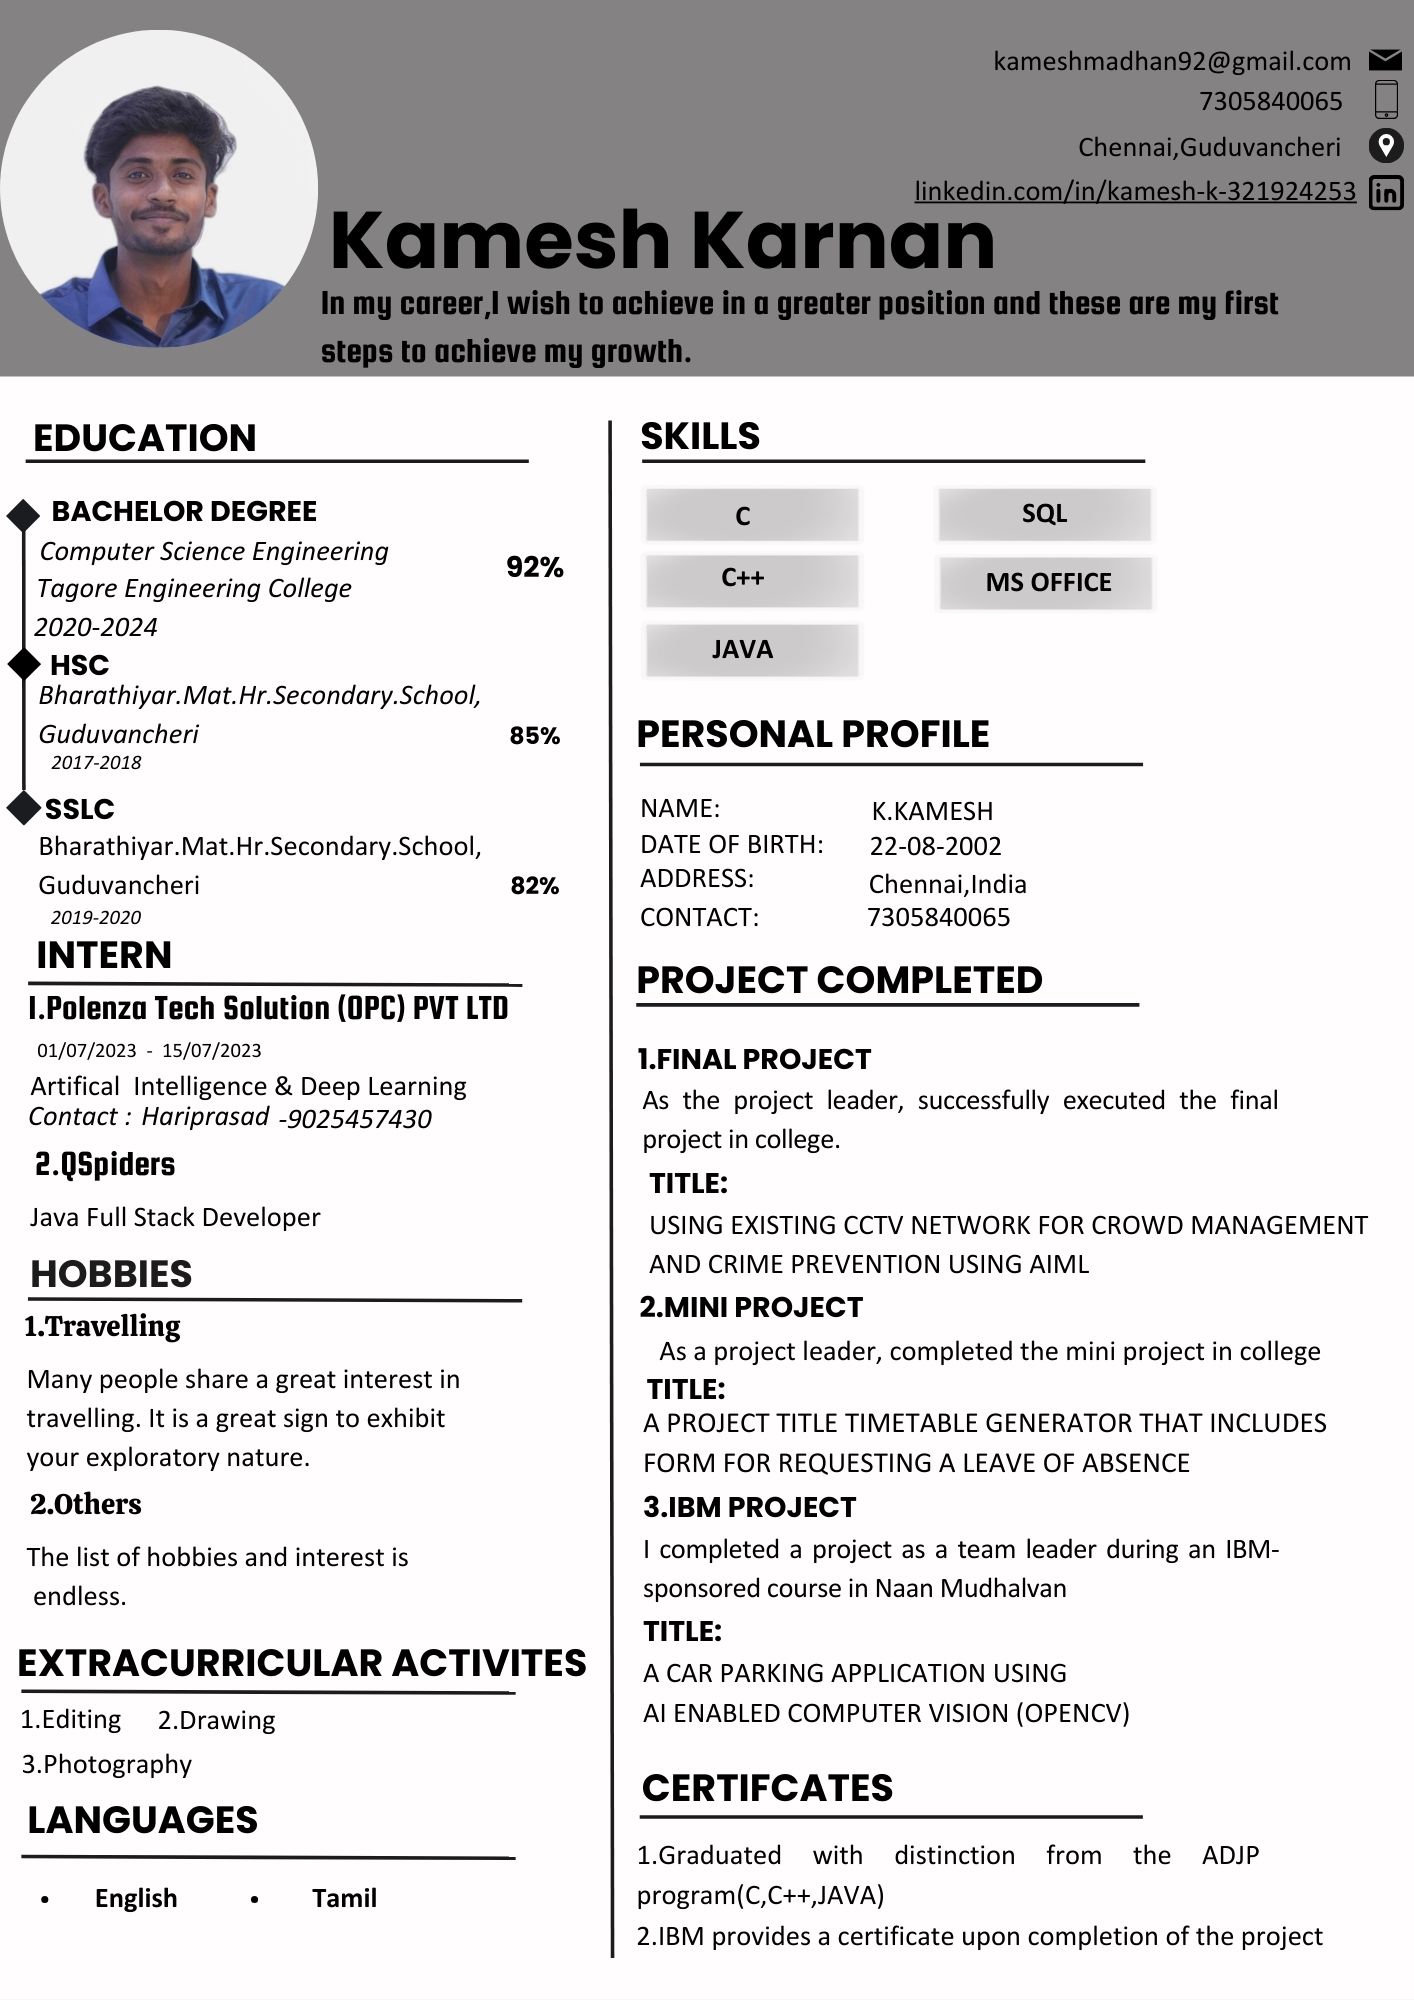 kameshmadhan92@gmail.com
7305840065
Chennai,Guduvancheri
linkedin.com/in/kamesh-k-321924253
Kamesh Karnan
In my career,I wish to achieve in a greater position and these are my first
steps to achieve my growth.
EDUCATION
BACHELOR DEGREE
Computer Science Engineering
Tagore Engineering College
92%
2020-2024
HSC
Bharathiyar.Mat.Hr.Secondary.School,
Guduvancheri
85%
2017-2018
SSLC
Bharathiyar.Mat.Hr.Secondary.School,
Guduvancheri
82%
2019-2020
INTERN
1.Polenza Tech Solution (OPC) PVT LTD
01/07/2023 - 15/07/2023
Artifical Intelligence & Deep Learning
Contact : Hariprasad -9025457430
2.QSpiders
Java Full Stack Developer
HOBBIES
1.Travelling
Many people share a great interest in
travelling. It is a great sign to exhibit
your exploratory nature.
2.Others
The list of hobbies and interest is
endless.
EXTRACURRICULAR ACTIVITES
1.Editing 2.Drawing
3.Photography
LANGUAGES
• English • Tamil
SKILLS
C SQL
C++ MS OFFICE
JAVA
PERSONAL PROFILE
NAME: K.KAMESH
DATE OF BIRTH: 22-08-2002
ADDRESS: Chennai,India
CONTACT: 7305840065
PROJECT COMPLETED
1.FINAL PROJECT
As the project leader, successfully executed the final
project in college.
TITLE:
USING EXISTING CCTV NETWORK FOR CROWD MANAGEMENT
AND CRIME PREVENTION USING AIML
2.MINI PROJECT
As a project leader, completed the mini project in college
TITLE:
A PROJECT TITLE TIMETABLE GENERATOR THAT INCLUDES
FORM FOR REQUESTING A LEAVE OF ABSENCE
3.IBM PROJECT
I completed a project as a team leader during an IBM-
sponsored course in Naan Mudhalvan
TITLE:
A CAR PARKING APPLICATION USING
AI ENABLED COMPUTER VISION (OPENCV)
CERTIFCATES
1.Graduated with distinction from the ADJP
program(C,C++,JAVA)
2.IBM provides a certificate upon completion of the project